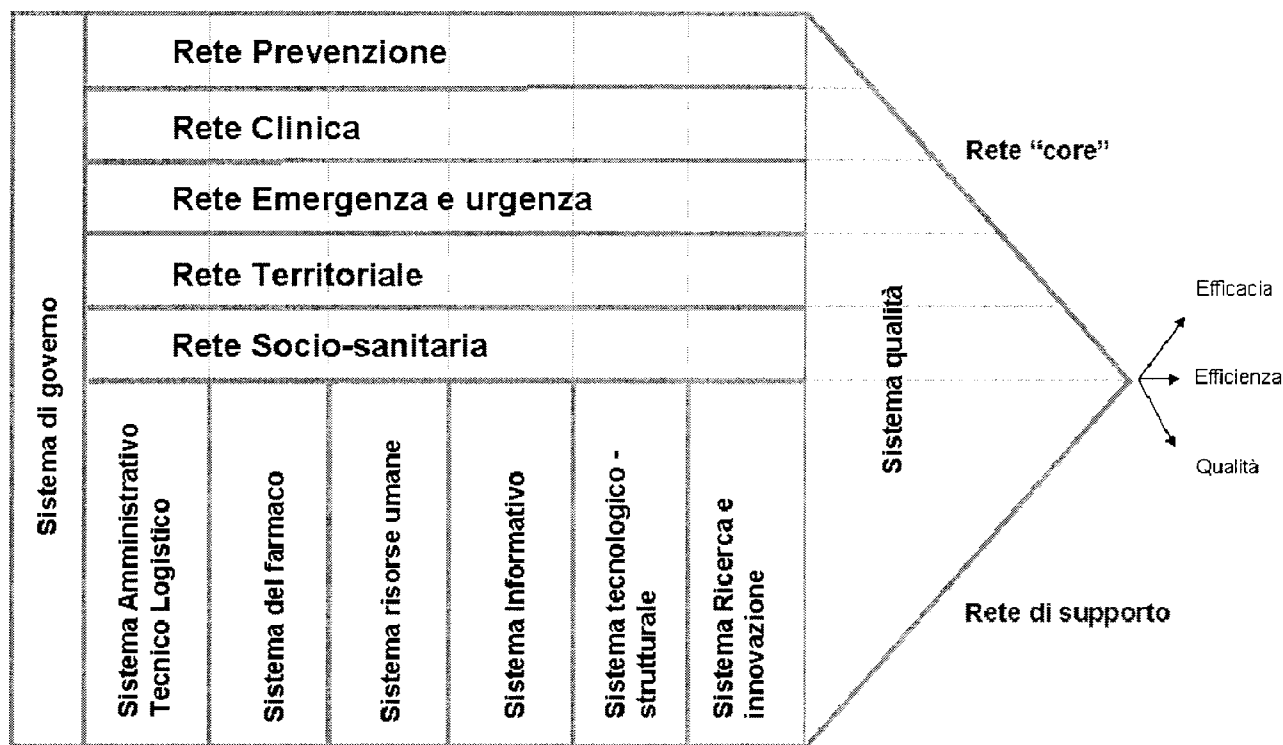 Rete Prevenzione
Rete Clinica
Rete Emergenza e urgenza
Rete Territoriale
Rete Socio-sanitaria
Sistema di governo
Sistema Amministrativo
Tecnico Logistico
Sistema del farmaco
Sistema risorse umane
Sistema Informativo
Sistema tecnologico -
strutturale
Sistema Ricerca e
innovazione
Sistema qualità
Rete “core”
Rete di supporto
Efficacia
Efficienza
Qualità